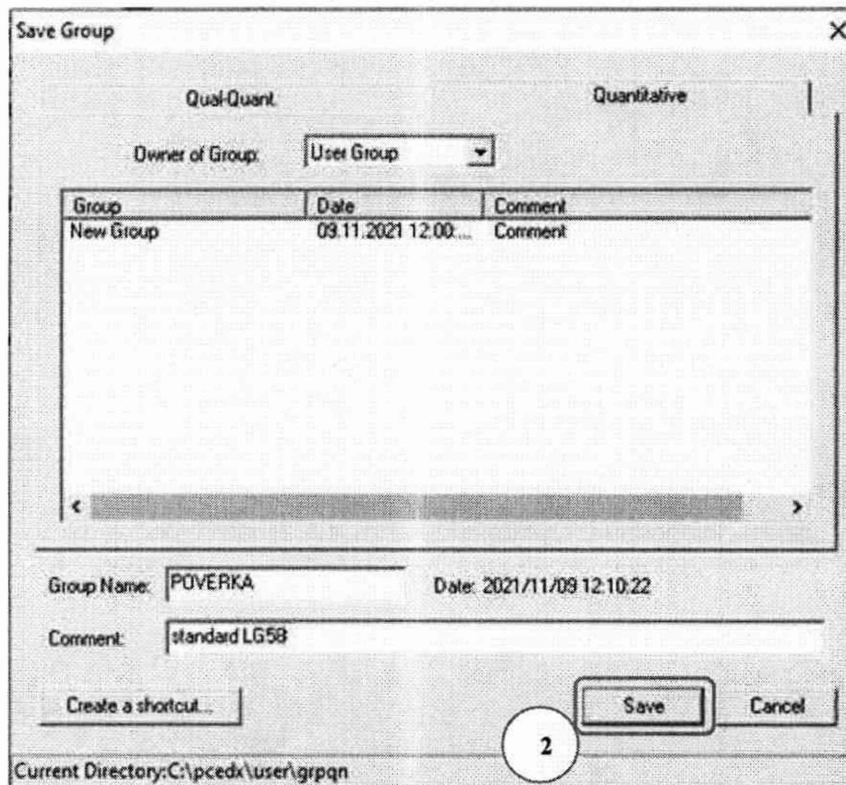 Save Group
Qual-Quant
Quantitative
Owner of Group:
User Group
Group Date Comment
New Group 09.11.2021 12:00:... Comment
Group Name: POVERKA Date: 2021/11/09 12:10:22
Comment: standard LG58
Create a shortcut... Save Cancel
2
Current Directory:C:\pcedx\user\grpqn